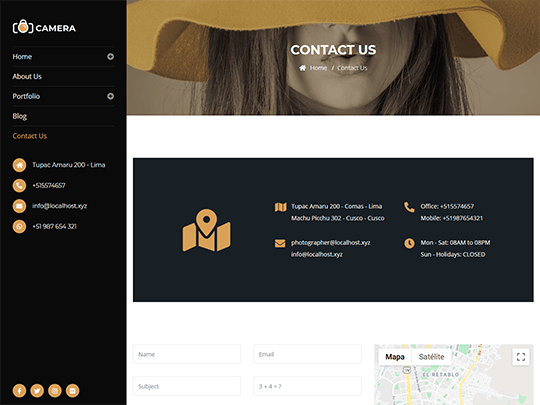 CAMERA
Home
About Us
Portfolio
Blog
Contact Us
Tupac Amaru 200 - Lima
+515574657
info@localhost.xyz
+51 987 654 321
CONTACT US
Home / Contact Us
Tupac Amaru 200 - Comas - Lima
Machu Picchu 302 - Cusco - Cusco
Office: +515574657
Mobile: +51987654321
photographer@localhost.xyz
info@localhost.xyz
Mon - Sat: 08AM to 08PM
Sun - Holidays: CLOSED
Name
Email
Subject
3 + 4 = ?
Mapa
Satélite
EL RETABLO